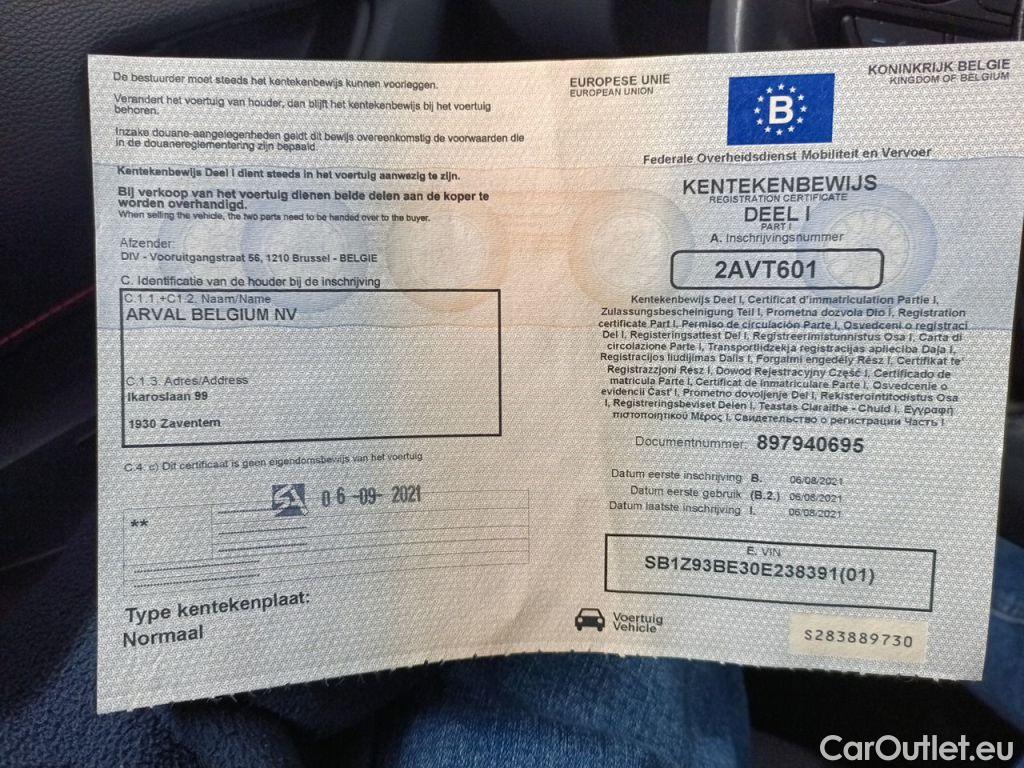 De bestuurder moet steeds het kentekenbewijs kunnen voorleggen.
Verandert het voertuig van houder, dan blijft het kentekenbewijs bij het voertuig
behoren.
Inzake douane-aangelegenheden geldt dit bewijs overeenkomstig de voorwaarden die
in de douanereglementering zijn bepaald.
Kentekenbewijs Deel I dient steeds in het voertuig aanwezig te zijn.
Bij verkoop van het voertuig dienen beide delen aan de koper te
worden overhandigd.
When selling the vehicle, the two parts need to be handed over to the buyer.
Afzender:
DIV - Vooruitgangstraat 56, 1210 Brussel - BELGIE
C. Identificatie van de houder bij de inschrijving
C.1.1.+C1.2. Naam/Name
ARVAL BELGIUM NV
C.1.3. Adres/Address
Ikaroslaan 99
1930 Zaventem
C.4. c) Dit certificaat is geen eigendomsbewijs van het voertuig
06-09-2021
**
Type kentekenplaat:
Normaal
EUROPESE UNIE
EUROPEAN UNION
B
KONINKRIJK BELGIE
KINGDOM OF BELGIUM
Federale Overheidsdienst Mobiliteit en Vervoer
KENTEKENBEWIJS
REGISTRATION CERTIFICATE
DEEL I
PART I
A. Inschrijvingsnummer
2AVT601
Kentekenbewijs Deel I, Certificat d'immatriculation Partie I,
Zulassungsbescheinigung Teil I, Prometna dozvola Dio I, Registration
certificate Part I, Permiso de circulación Parte I, Osvedceni o registraci
Del I, Registeringsattest Del I, Registreerimistunnistus Osa I, Carta di
circolazione Parte I, Transportlidzekja registracijas aplieciba Daja I,
Registracijos liudijimas Dalis I, Forgalmi engedély Rész I, Certifikat te'
Registrazzjoni Rész I, Dowod Rejestracyjny Część I, Certificado de
matricula Parte I, Certificat de Inmatriculare Parte I, Osvedcenie o
evidencii Cast' I, Prometno dovoljenje Del I, Rekisterointitodistus Osa
I, Registreringsbeviset Delen I, Teastas Claraithe - Chuid I, Εγγραφή
πιστοποιητικού Μέρος I, Свидетельство о регистрации Часть I
Documentnummer: 897940695
Datum eerste inschrijving B. 06/08/2021
Datum eerste gebruik (B.2.) 06/08/2021
Datum laatste inschrijving I. 06/08/2021
E. VIN
SB1Z93BE30E238391(01)
Voertuig
Vehicle
S283889730
CarOutlet.eu